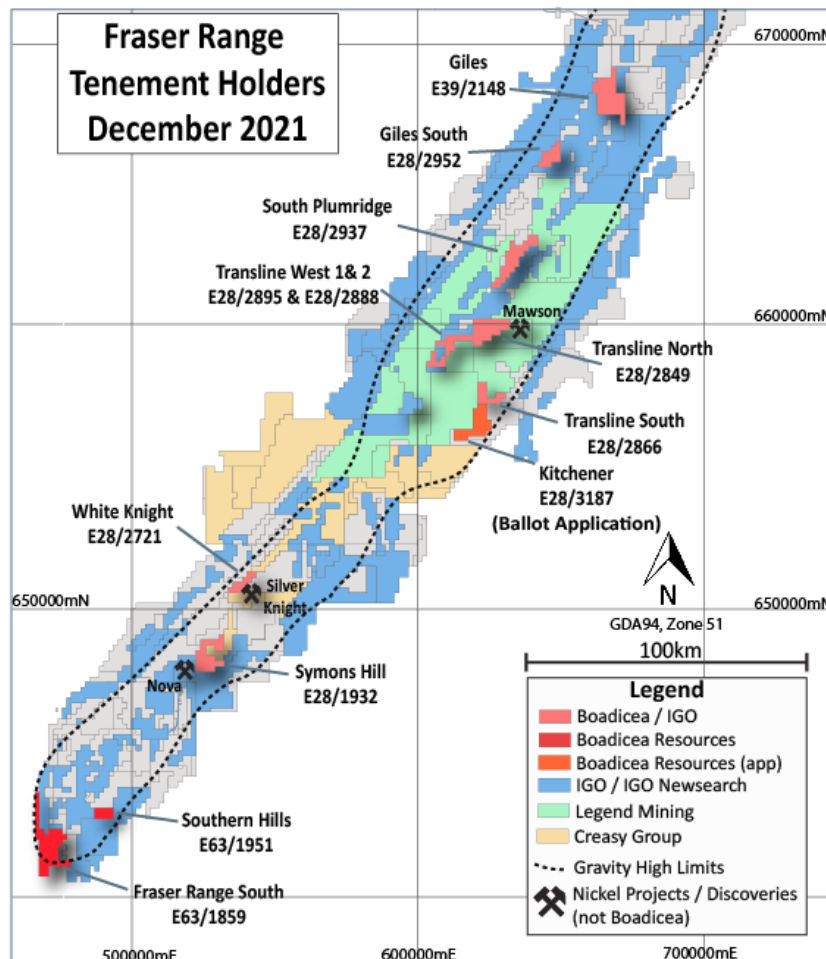 Fraser Range
Tenement Holders
December 2021
670000mN
Giles
E39/2148
Giles South
E28/2952
South Plumridge
E28/2937
Transline West 1& 2
E28/2895 & E28/2888
Mawson
660000mN
Transline North
E28/2849
Transline South
E28/2866
Kitchener
E28/3187
(Ballot Application)
White Knight
E28/2721
Silver
Knight
650000mN
650000mN
N
GDA94, Zone 51
100km
Nova
Symons Hill
E28/1932
Southern Hills
E63/1951
Fraser Range South
E63/1859
Legend
Boadicea / IGO
Boadicea Resources
Boadicea Resources (app)
IGO / IGO Newsearch
Legend Mining
Creasy Group
Gravity High Limits
Nickel Projects / Discoveries
(not Boadicea)
500000mE
600000mE
700000mE